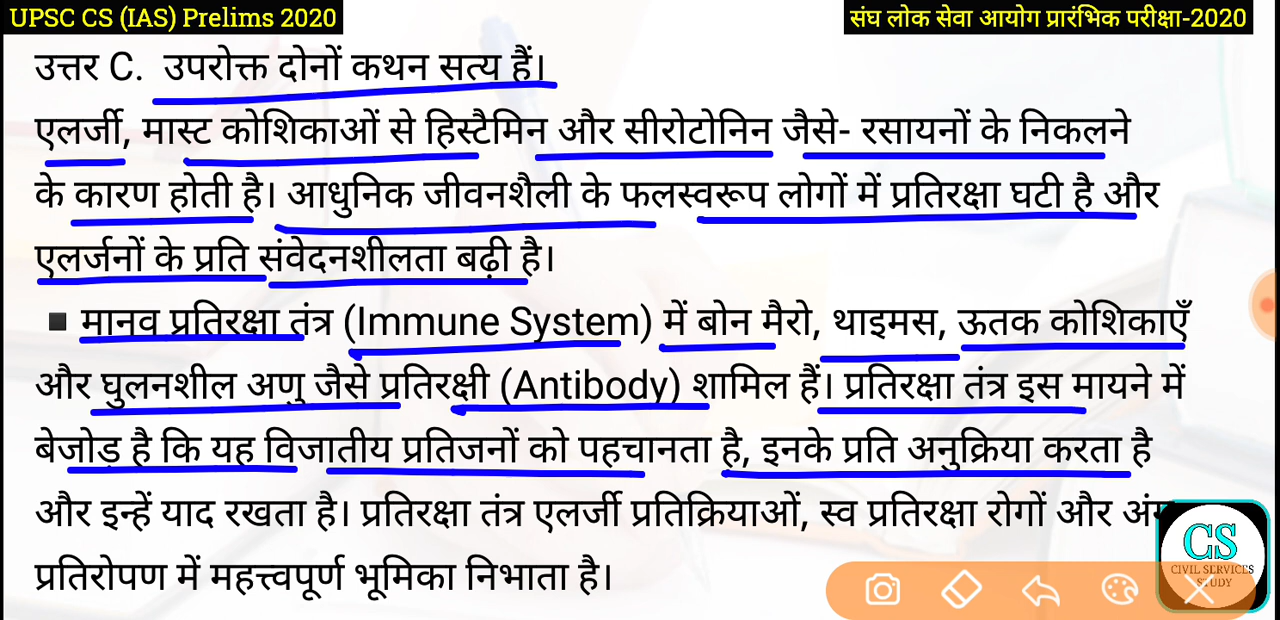 UPSC CS (IAS) Prelims 2020
संघ लोक सेवा आयोग प्रारंभिक परीक्षा-2020
उत्तर C. उपरोक्त दोनों कथन सत्य हैं।
एलर्जी, मास्ट कोशिकाओं से हिस्टैमिन और सीरोटोनिन जैसे- रसायनों के निकलने
के कारण होती है। आधुनिक जीवनशैली के फलस्वरूप लोगों में प्रतिरक्षा घटी है और
एलर्जनों के प्रति संवेदनशीलता बढ़ी है।
▪ मानव प्रतिरक्षा तंत्र (Immune System) में बोन मैरो, थाइमस, ऊतक कोशिकाएँ
और घुलनशील अणु जैसे प्रतिरक्षी (Antibody) शामिल हैं। प्रतिरक्षा तंत्र इस मायने में
बेजोड़ है कि यह विजातीय प्रतिजनों को पहचानता है, इनके प्रति अनुक्रिया करता है
और इन्हें याद रखता है। प्रतिरक्षा तंत्र एलर्जी प्रतिक्रियाओं, स्व प्रतिरक्षा रोगों और
प्रतिरोपण में महत्त्वपूर्ण भूमिका निभाता है।
CS
CIVIL SERVICES
STUDY